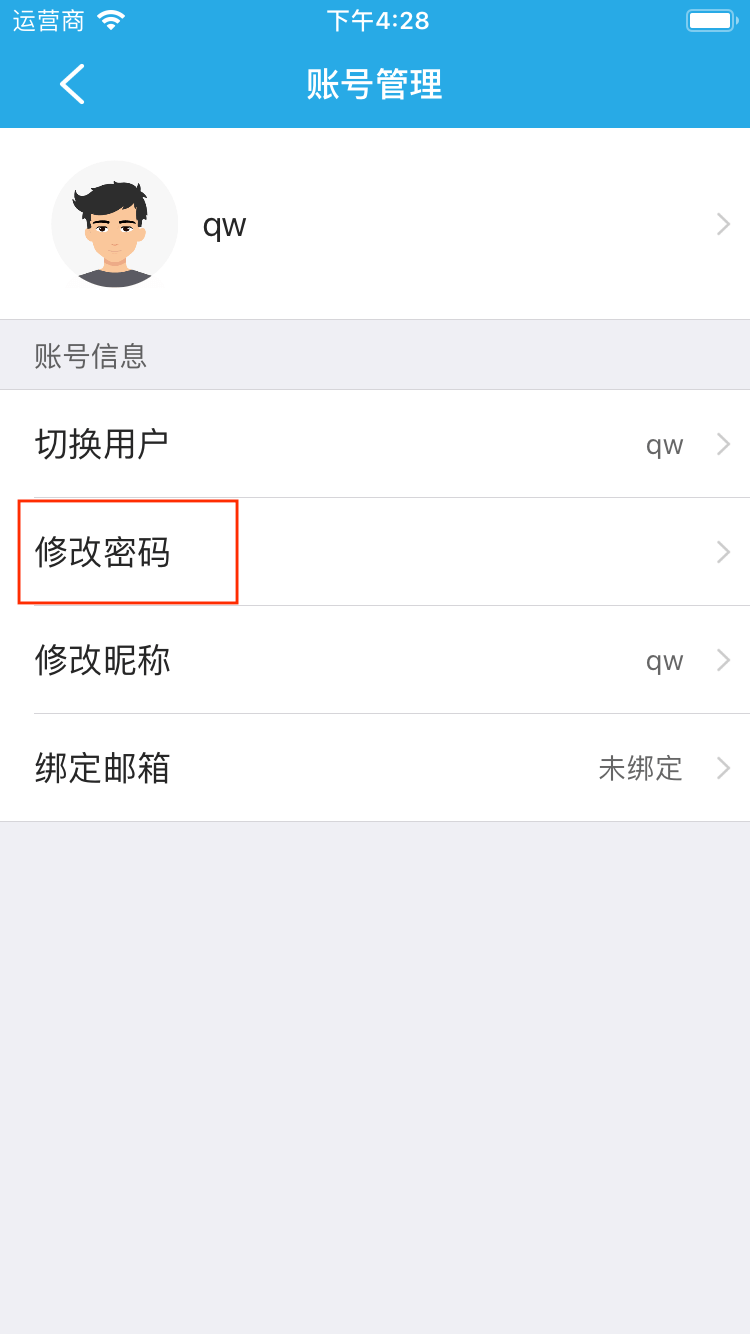 运营商 下午4:28
账号管理
qw
账号信息
切换用户 qw
修改密码
修改昵称 qw
绑定邮箱 未绑定